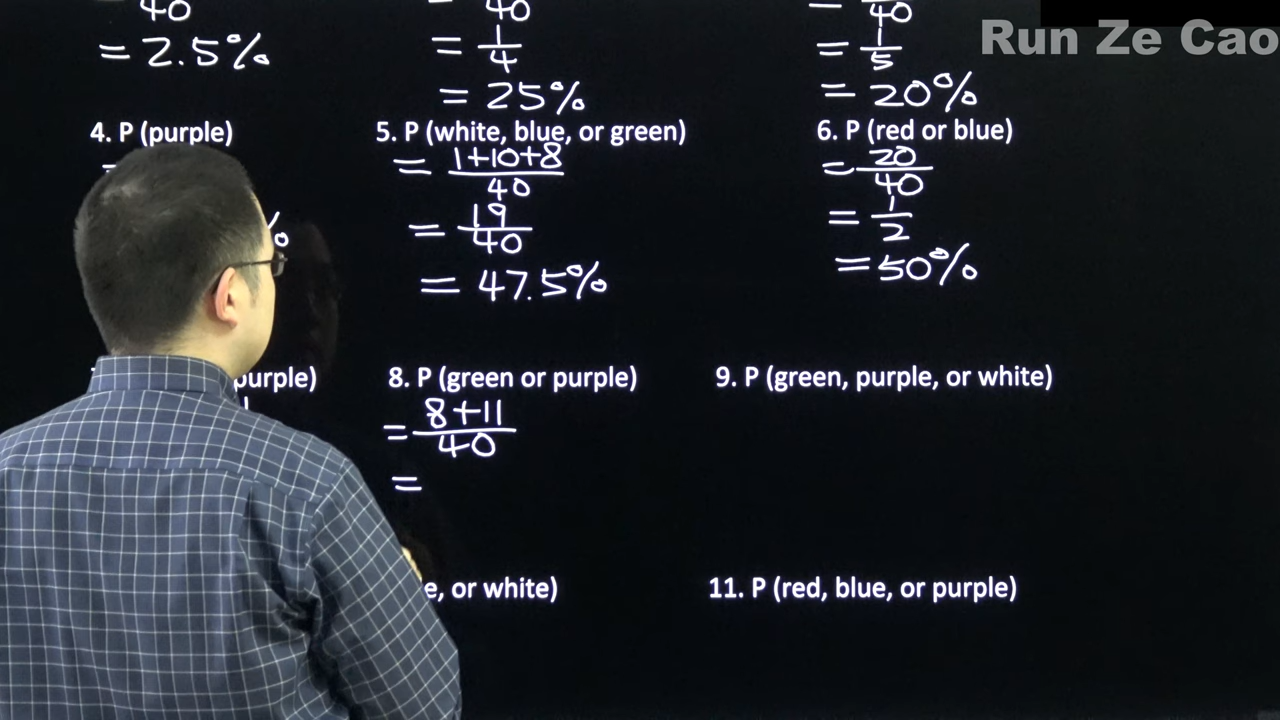 40
= 2.5%
=
40
= 1/4
= 25%
=
40
= 1/5
= 20%
Run Ze Cao
4. P (purple)
=
%
5. P (white, blue, or green)
= 1+10+8/40
= 19/40
= 47.5%
6. P (red or blue)
= 20/40
= 1/2
= 50%
purple)
8. P (green or purple)
= 8+11/40
=
9. P (green, purple, or white)
e, or white)
11. P (red, blue, or purple)